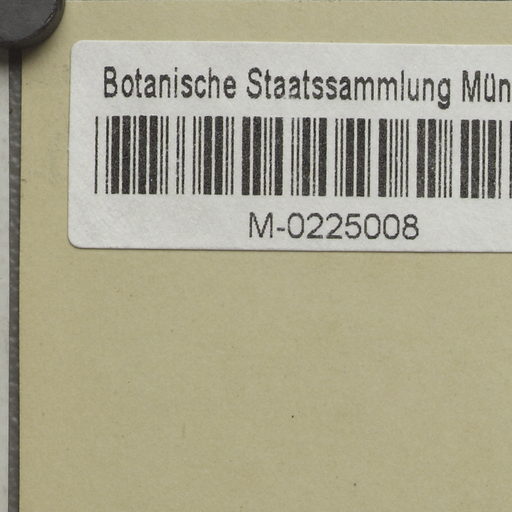 Botanische Staatssammlung Mün
M-0225008